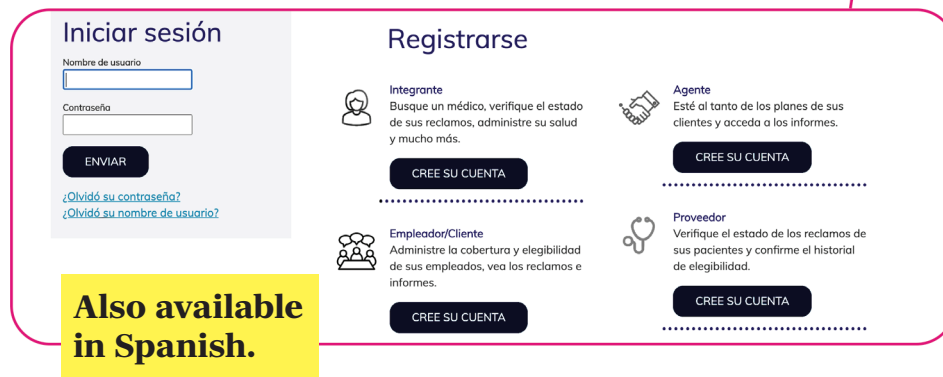 Iniciar sesión
Nombre de usuario
Contraseña
ENVIAR
¿Olvidó su contraseña?
¿Olvidó su nombre de usuario?
Registrarse
Integrante
Busque un médico, verifique el estado
de sus reclamos, administre su salud
y mucho más.
CREE SU CUENTA
Agente
Esté al tanto de los planes de sus
clientes y acceda a los informes.
CREE SU CUENTA
Empleador/Cliente
Administre la cobertura y elegibilidad
de sus empleados, vea los reclamos e
informes.
CREE SU CUENTA
Proveedor
Verifique el estado de los reclamos de
sus pacientes y confirme el historial
de elegibilidad.
CREE SU CUENTA
Also available
in Spanish.